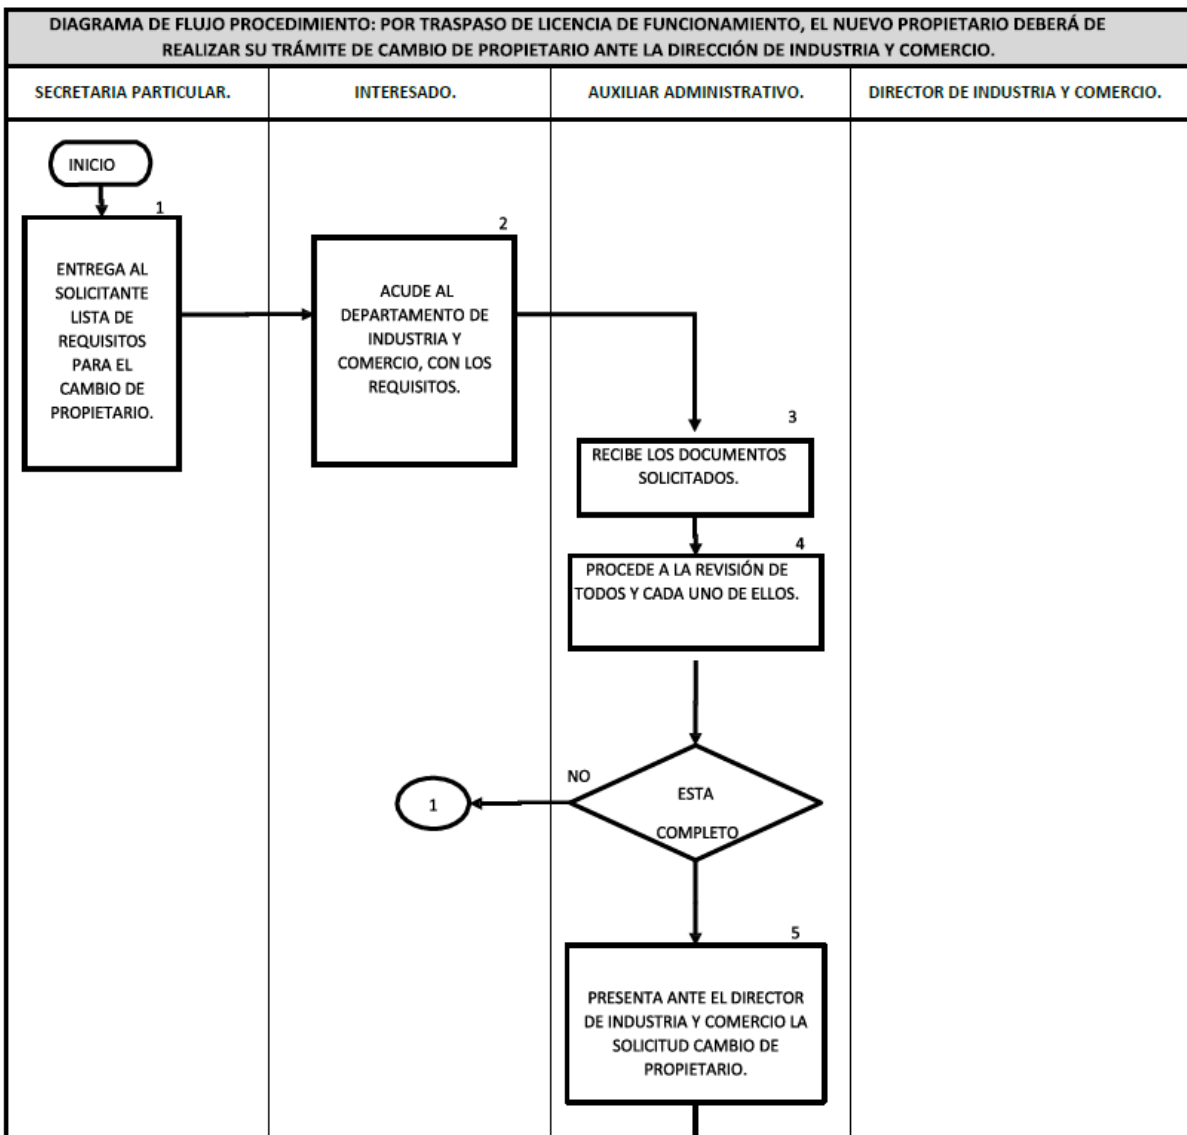 DIAGRAMA DE FLUJO PROCEDIMIENTO: POR TRASPASO DE LICENCIA DE FUNCIONAMIENTO, EL NUEVO PROPIETARIO DEBERÁ DE
REALIZAR SU TRÁMITE DE CAMBIO DE PROPIETARIO ANTE LA DIRECCIÓN DE INDUSTRIA Y COMERCIO.
SECRETARIA PARTICULAR.
INTERESADO.
AUXILIAR ADMINISTRATIVO.
DIRECTOR DE INDUSTRIA Y COMERCIO.
INICIO
1
ENTREGA AL
SOLICITANTE
LISTA DE
REQUISITOS
PARA EL
CAMBIO DE
PROPIETARIO.
2
ACUDE AL
DEPARTAMENTO DE
INDUSTRIA Y
COMERCIO, CON LOS
REQUISITOS.
3
RECIBE LOS DOCUMENTOS
SOLICITADOS.
4
PROCEDE A LA REVISIÓN DE
TODOS Y CADA UNO DE ELLOS.
NO
1
ESTA
COMPLETO
5
PRESENTA ANTE EL DIRECTOR
DE INDUSTRIA Y COMERCIO LA
SOLICITUD CAMBIO DE
PROPIETARIO.